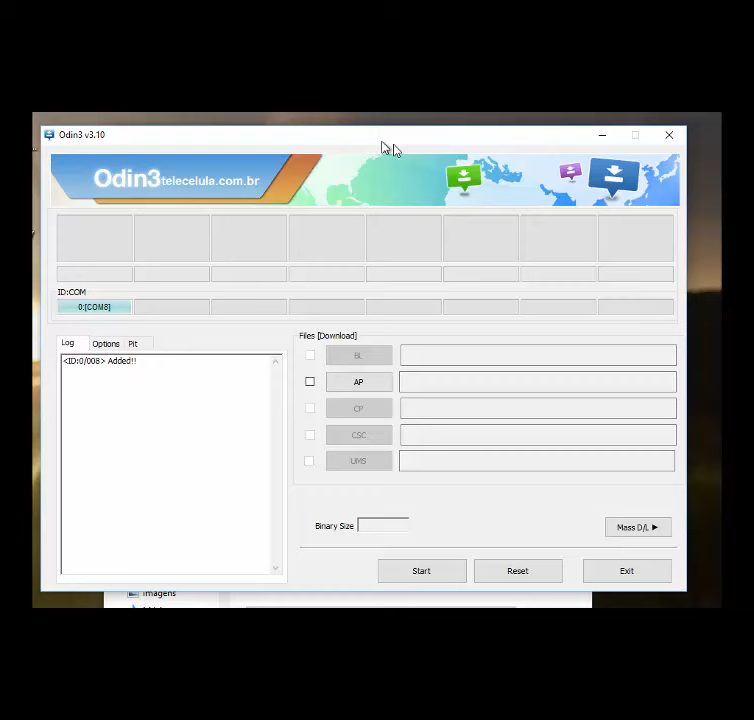 Odin3 v3.10
Odin3telecelula.com.br
ID:COM
0:[COM8]
Log
Options
Pit
<ID:0/008> Added!!
Files [Download]
BL
AP
CP
CSC
UMS
Binary Size
Mass D/L
Start
Reset
Exit
Imagens